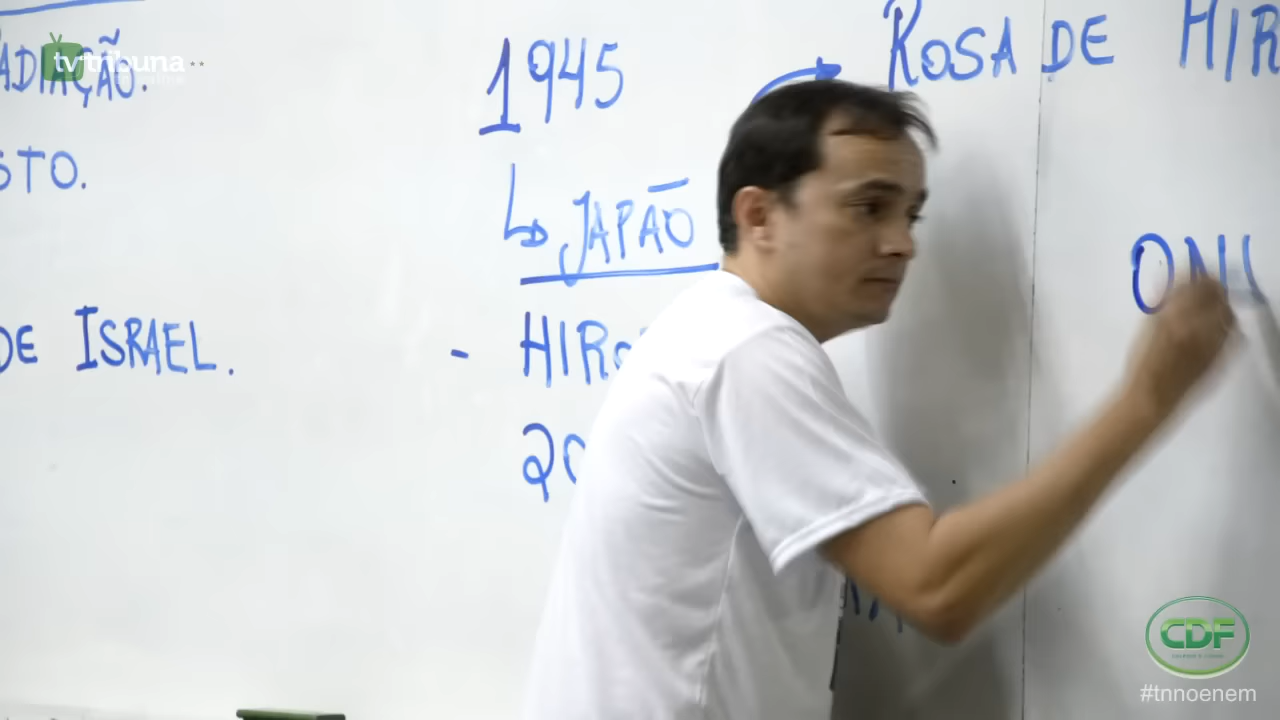 ADIAÇÃO.
STO.
DE ISRAEL.
1945
JAPÃO
- HIRO
20
ROSA DE HIR
ONU
tv tribuna
CDF
#tnnoenem